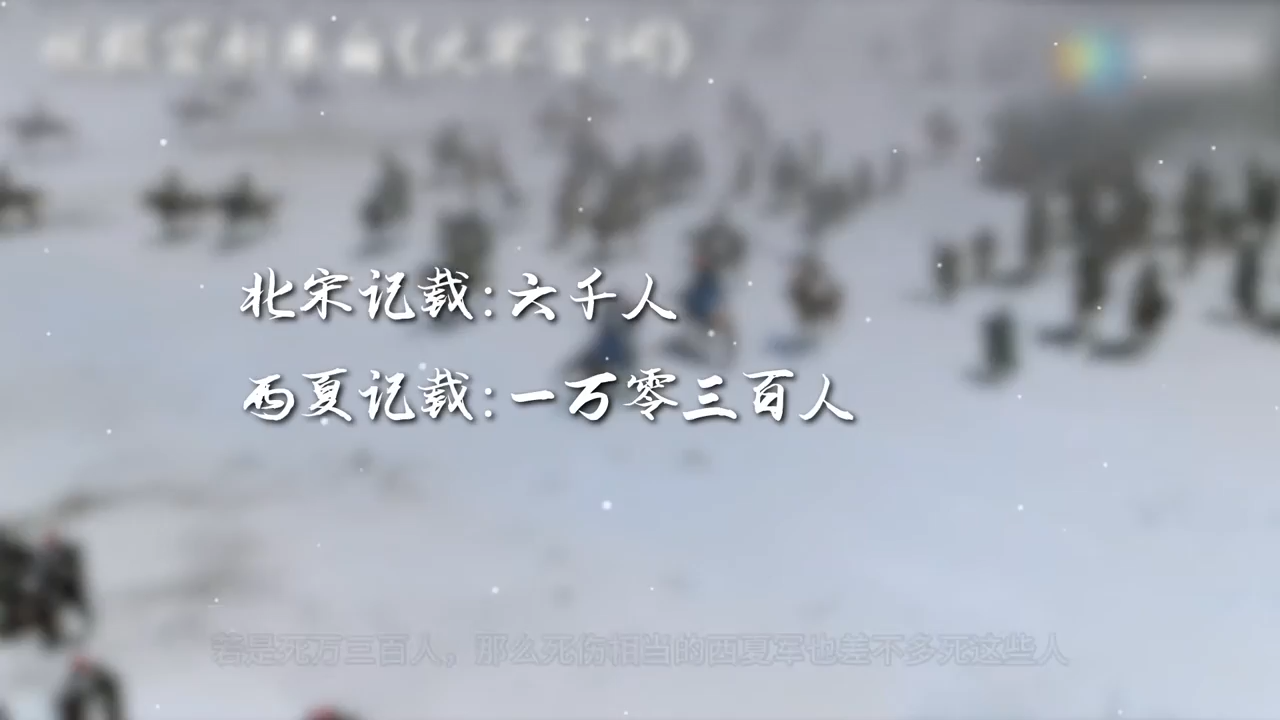 北宋记载:六千人
西夏记载:一万零三百人
若是死万三百人，那么死伤相当的西夏军也差不多死这些人